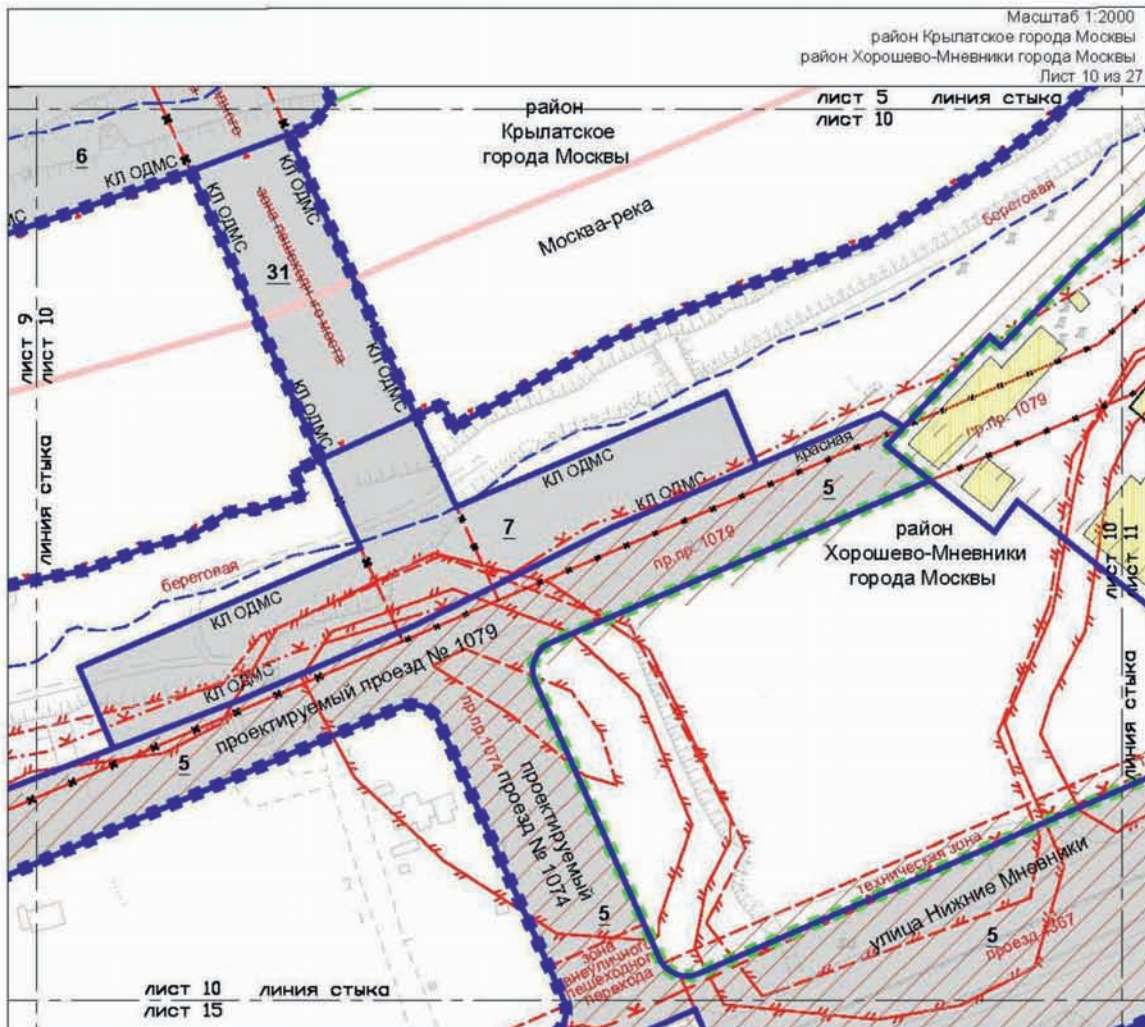 Масштаб 1:2000
район Крылатское города Москвы
район Хорошево-Мневники города Москвы
Лист 10 из 27
лист 5 линия стыка
лист 10
район
Крылатское
города Москвы
6
КЛ ОДМС
КЛ ОДМС
КЛ ОДМС
31
Москва-река
береговая
лист 9
лист 10
линия стыка
КЛ ОДМС
КЛ ОДМС
пр.пр. 1079
красная
КЛ ОДМС
КЛ ОДМС
5
7
пр.пр. 1079
район
Хорошево-Мневники
города Москвы
лист 10
лист 11
линия стыка
береговая
КЛ ОДМС
КЛ ОДМС
проектируемый проезд № 1079
5
пр.пр.1074
проектируемый
проезд № 1074
5
техническая зона
улица Нижние Мневники
5
зона
внеуличного
пешеходного
перехода
лист 10 линия стыка
лист 15